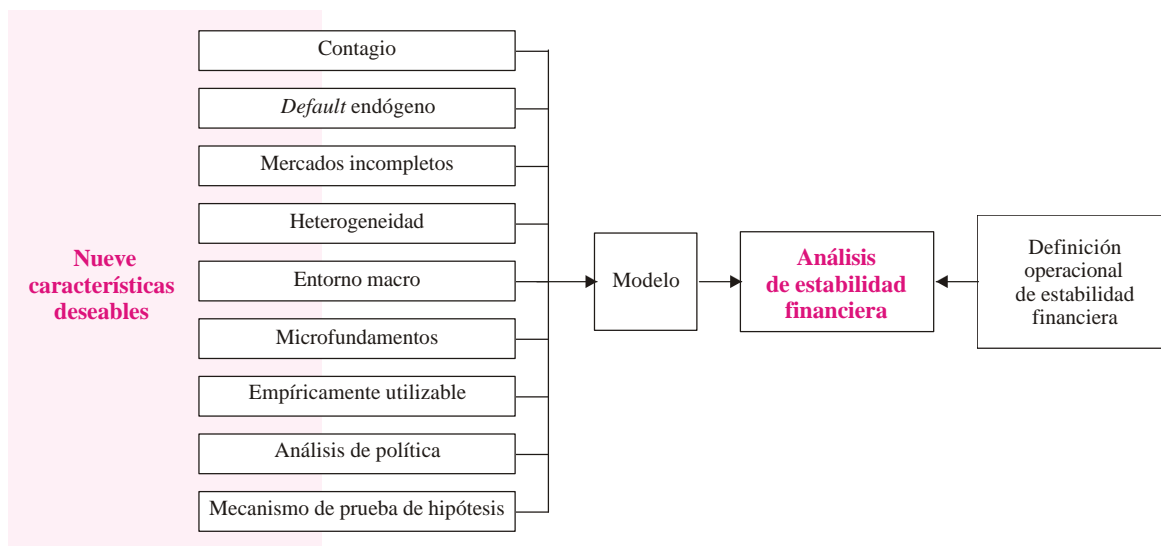 Contagio
Default endógeno
Mercados incompletos
Heterogeneidad
Nueve
características
deseables
Entorno macro
Microfundamentos
Empíricamente utilizable
Análisis de política
Mecanismo de prueba de hipótesis
Modelo
Análisis
de estabilidad
financiera
Definición
operacional
de estabilidad
financiera